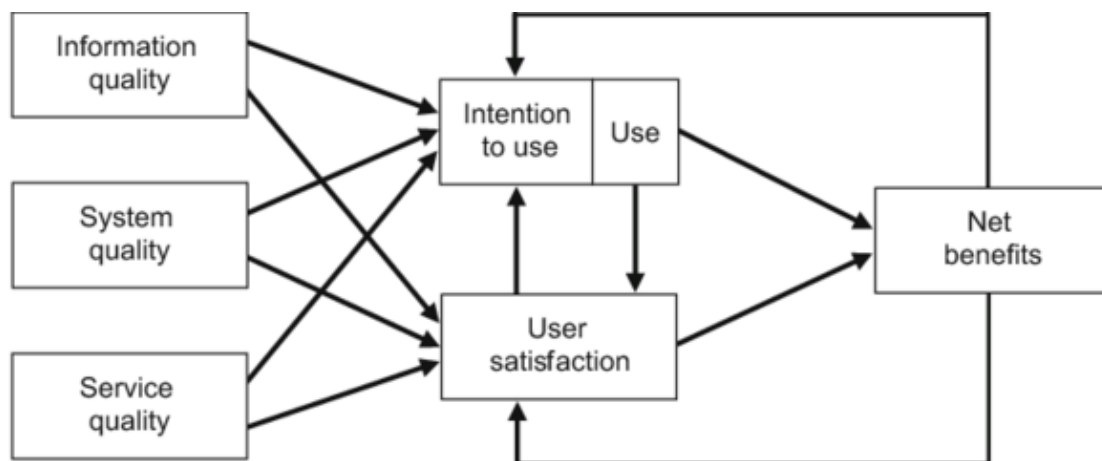 Information
quality
System
quality
Service
quality
Intention
to use
Use
User
satisfaction
Net
benefits